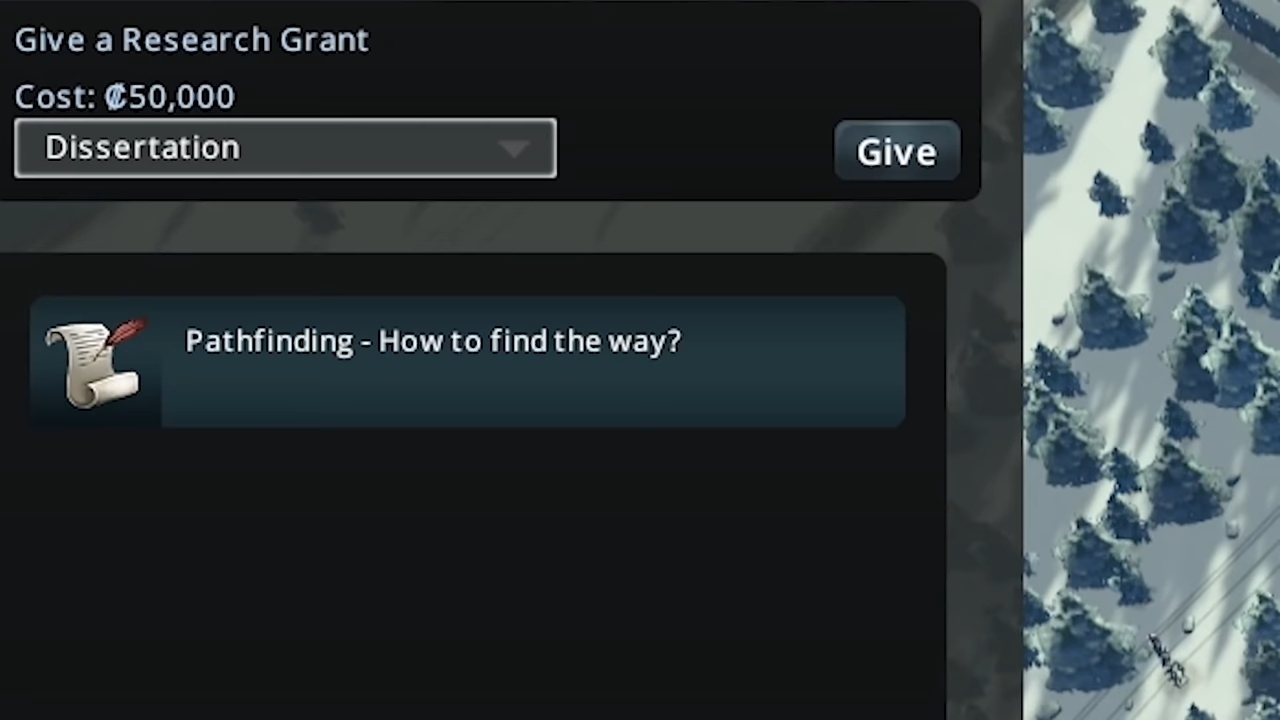 Give a Research Grant
Cost: ₡50,000
Dissertation
Give
Pathfinding - How to find the way?